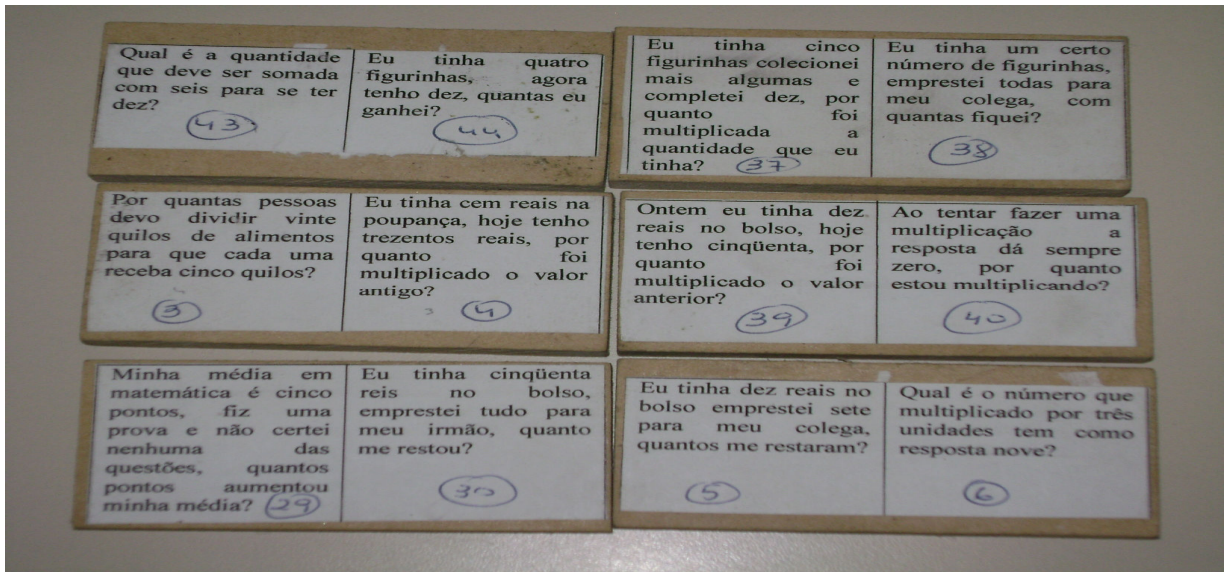 Qual é a quantidade
que deve ser somada
com seis para se ter
dez?
43
Eu tinha quatro
figurinhas, agora
tenho dez, quantas eu
ganhei?
44
Eu tinha cinco
figurinhas colecionei
mais algumas e
completei dez, por
quanto foi
multiplicada a
quantidade que eu
tinha? 37
Eu tinha um certo
número de figurinhas,
emprestei todas para
meu colega, com
quantas fiquei?
38
Por quantas pessoas
devo dividir vinte
quilos de alimentos
para que cada uma
receba cinco quilos?
3
Eu tinha cem reais na
poupança, hoje tenho
trezentos reais, por
quanto foi
multiplicado o valor
antigo?
4
Ontem eu tinha dez
reais no bolso, hoje
tenho cinqüenta, por
quanto foi
multiplicado o valor
anterior?
39
Ao tentar fazer uma
multiplicação a
resposta dá sempre
zero, por quanto
estou multiplicando?
40
Minha média em
matemática é cinco
pontos, fiz uma
prova e não certei
nenhuma das
questões, quantos
pontos aumentou
minha média? 29
Eu tinha cinqüenta
reis no bolso,
emprestei tudo para
meu irmão, quanto
me restou?
30
Eu tinha dez reais no
bolso emprestei sete
para meu colega,
quantos me restaram?
5
Qual é o número que
multiplicado por três
unidades tem como
resposta nove?
6